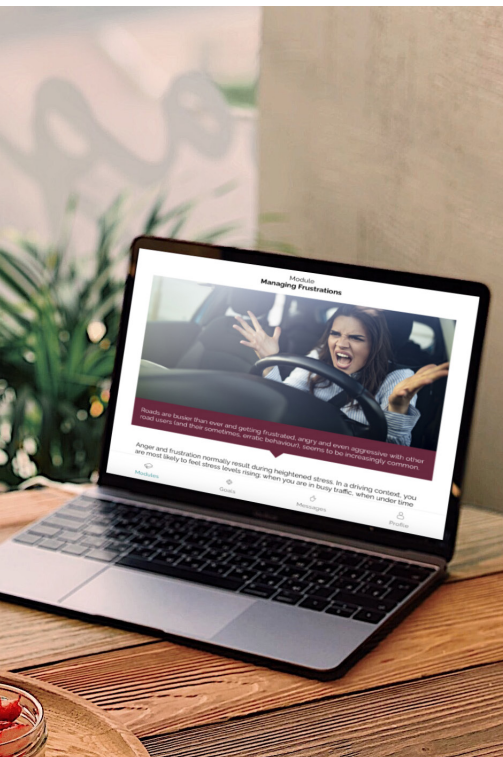 Module
Managing Frustrations
Roads are busier than ever and getting frustrated, angry and even aggressive with other
road users (and their sometimes, erratic behaviour), seems to be increasingly common.
Anger and frustration normally result during heightened stress. In a driving context, you
are most likely to feel stress levels rising, when you are in busy traffic, when under time
Modules
Goals
Messages
Profile